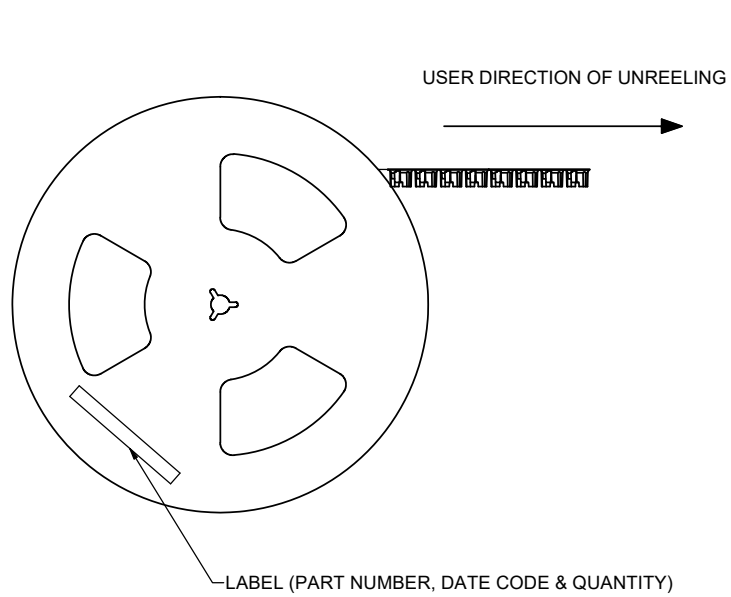 USER DIRECTION OF UNREELING
LABEL (PART NUMBER, DATE CODE & QUANTITY)